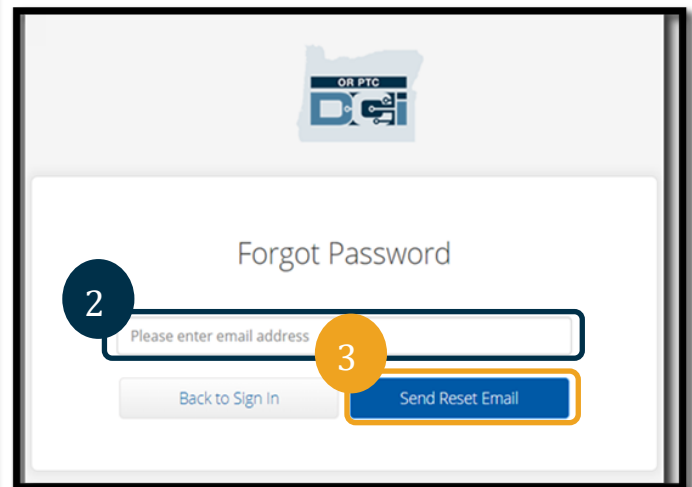 OR PTC
DCi
Forgot Password
2
Please enter email address
3
Back to Sign In
Send Reset Email